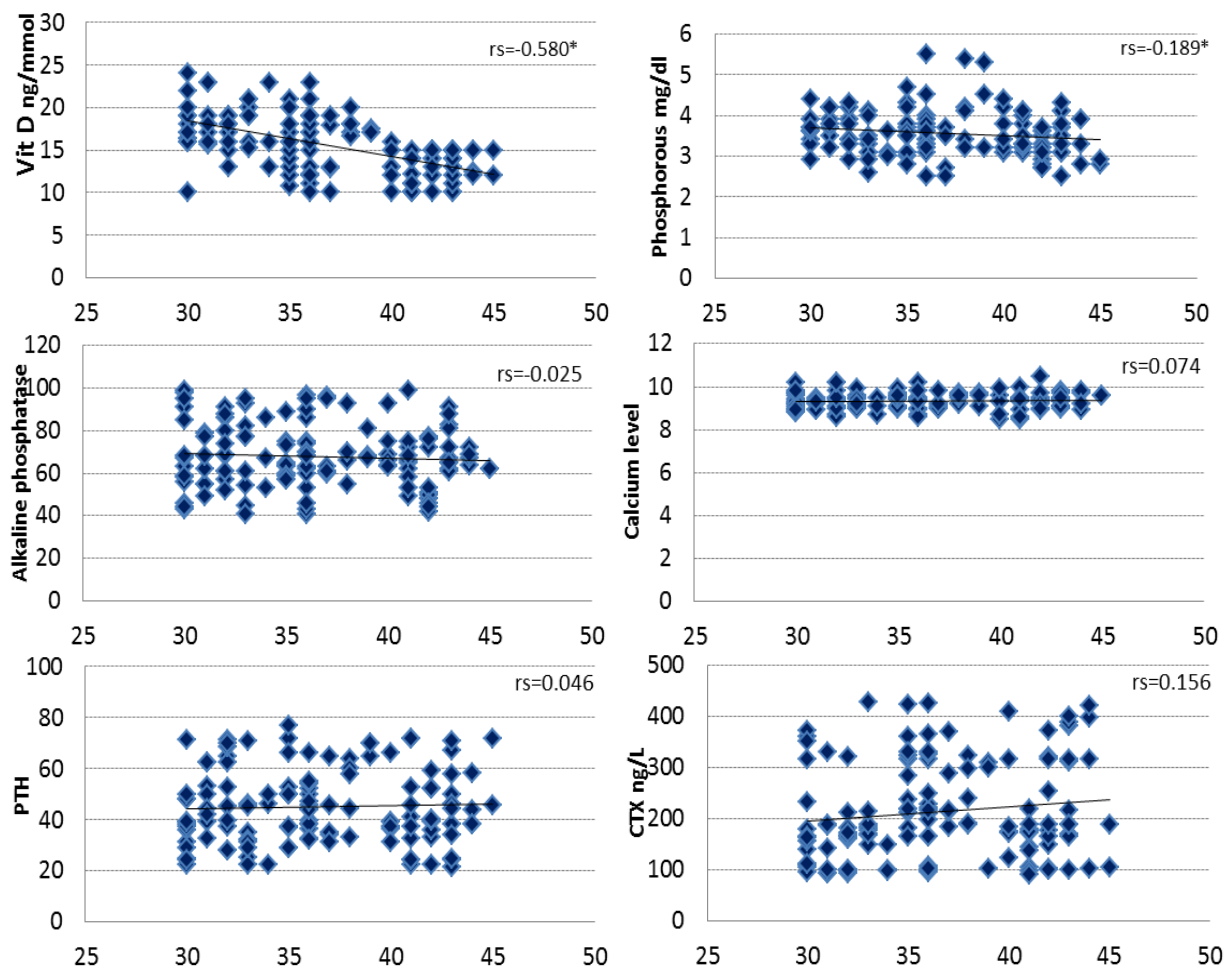 Vit D ng/mmol
30
25
20
15
10
5
0
rs=-0.580*
25 30 35 40 45 50
Phosphorous mg/dl
6
5
4
3
2
1
0
rs=-0.189*
25 30 35 40 45 50
Alkaline phosphatase
120
100
80
60
40
20
0
rs=-0.025
25 30 35 40 45 50
Calcium level
12
10
8
6
4
2
0
rs=0.074
25 30 35 40 45 50
PTH
100
80
60
40
20
0
rs=0.046
25 30 35 40 45 50
CTX ng/L
500
400
300
200
100
0
rs=0.156
25 30 35 40 45 50